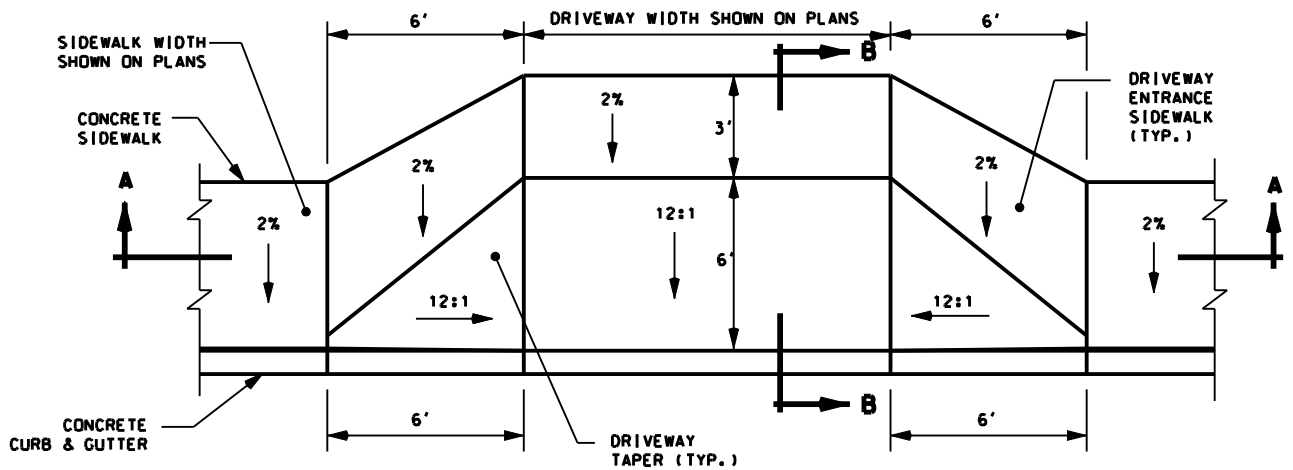 6'
DRIVEWAY WIDTH SHOWN ON PLANS
6'
SIDEWALK WIDTH
SHOWN ON PLANS
B
DRIVEWAY
ENTRANCE
SIDEWALK
(TYP.)
CONCRETE
SIDEWALK
2%
3'
2%
2%
A
A
2%
12:1
2%
6'
12:1
12:1
B
CONCRETE
CURB & GUTTER
6'
DRIVEWAY
TAPER (TYP.)
6'